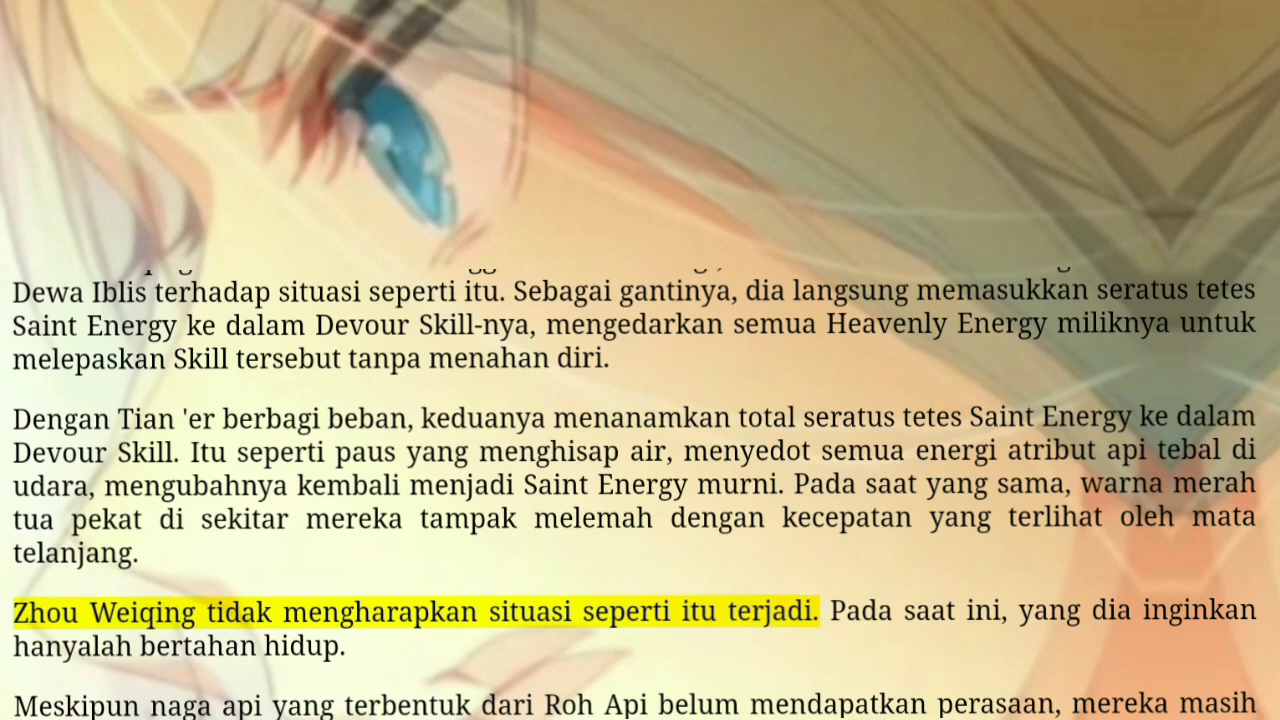 Dewa Iblis terhadap situasi seperti itu. Sebagai gantinya, dia langsung memasukkan seratus tetes
Saint Energy ke dalam Devour Skill-nya, mengedarkan semua Heavenly Energy miliknya untuk
melepaskan Skill tersebut tanpa menahan diri.
Dengan Tian 'er berbagi beban, keduanya menanamkan total seratus tetes Saint Energy ke dalam
Devour Skill. Itu seperti paus yang menghisap air, menyedot semua energi atribut api tebal di
udara, mengubahnya kembali menjadi Saint Energy murni. Pada saat yang sama, warna merah
tua pekat di sekitar mereka tampak melemah dengan kecepatan yang terlihat oleh mata
telanjang.
Zhou Weiqing tidak mengharapkan situasi seperti itu terjadi. Pada saat ini, yang dia inginkan
hanyalah bertahan hidup.
Meskipun naga api yang terbentuk dari Roh Api belum mendapatkan perasaan, mereka masih